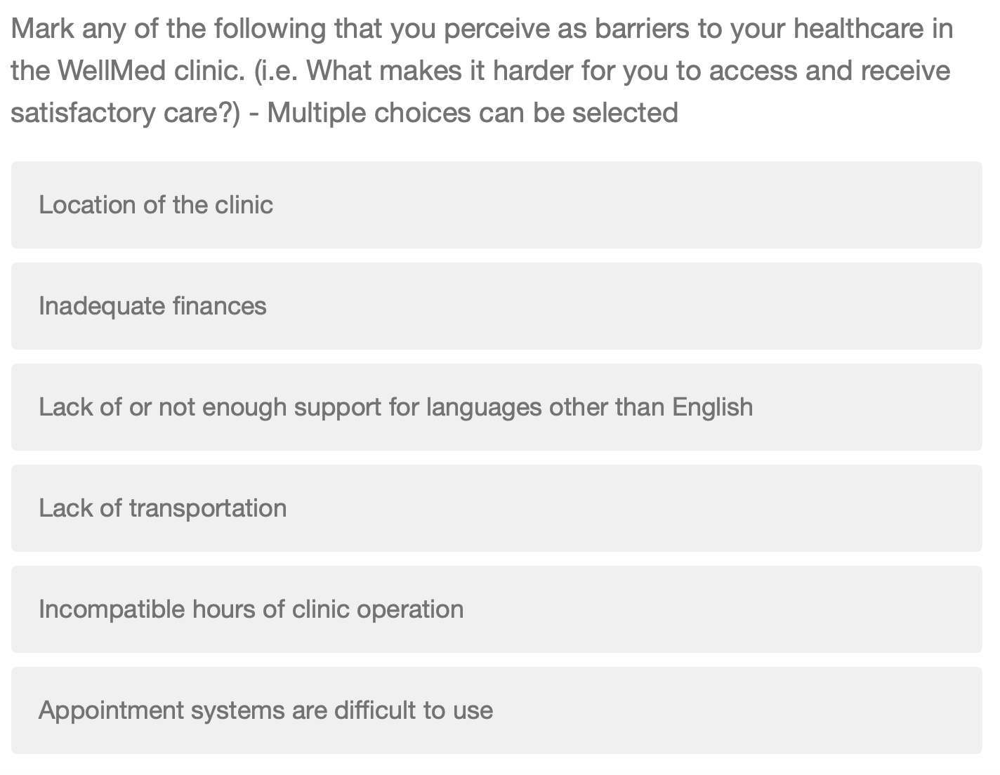 Mark any of the following that you perceive as barriers to your healthcare in
the WellMed clinic. (i.e. What makes it harder for you to access and receive
satisfactory care?) - Multiple choices can be selected
Location of the clinic
Inadequate finances
Lack of or not enough support for languages other than English
Lack of transportation
Incompatible hours of clinic operation
Appointment systems are difficult to use